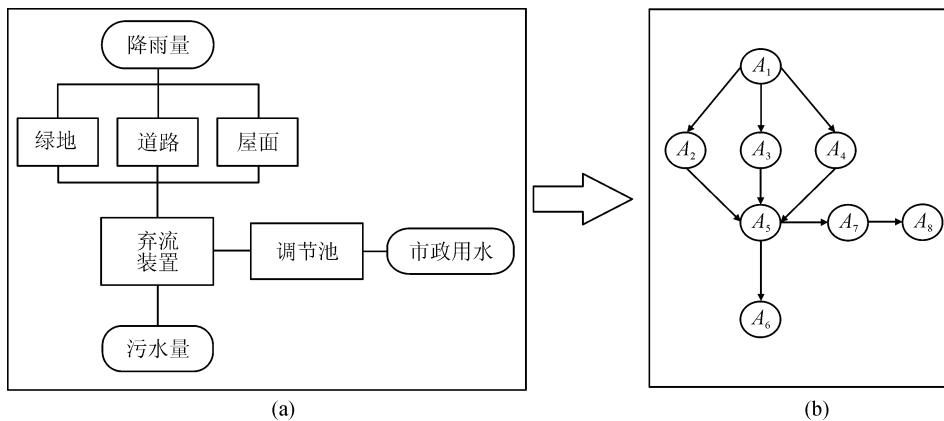 降雨量
绿地
道路
屋面
弃流
装置
调节池
市政用水
污水量
(a)
A₁
A₂
A₃
A₄
A₅
A₇
A₈
A₆
(b)